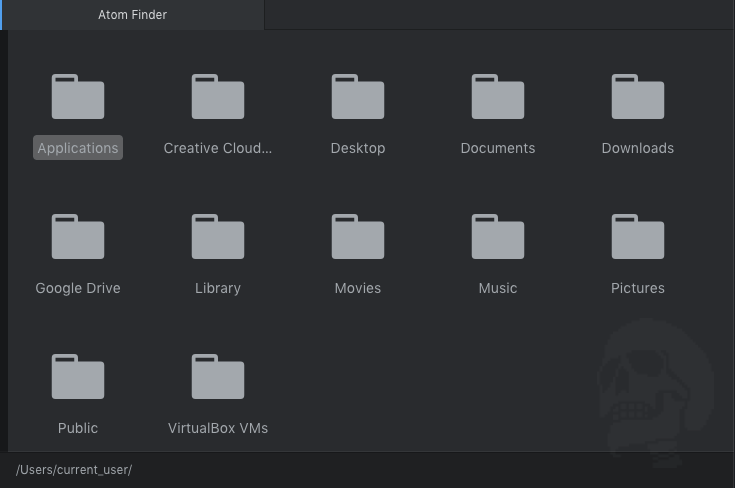 Atom Finder
Applications
Creative Cloud...
Desktop
Documents
Downloads
Google Drive
Library
Movies
Music
Pictures
Public
VirtualBox VMs
/Users/current_user/